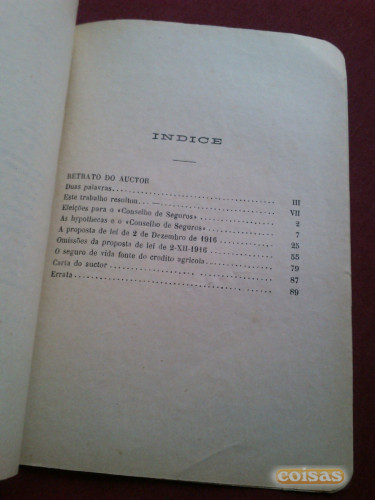 INDICE
RETRATO DO AUCTOR
Duas palavras III
Este trabalho resultou VII
Eleições para o «Conselho de Seguros» 2
As hypothecas e o «Conselho de Seguros» 7
A proposta de lei de 2 de Dezembro de 1916 25
Omissões da proposta de lei de 2-XII-1916 55
O seguro de vida fonte do credito agricola 79
Carta do auctor 87
Errata 89
coisas